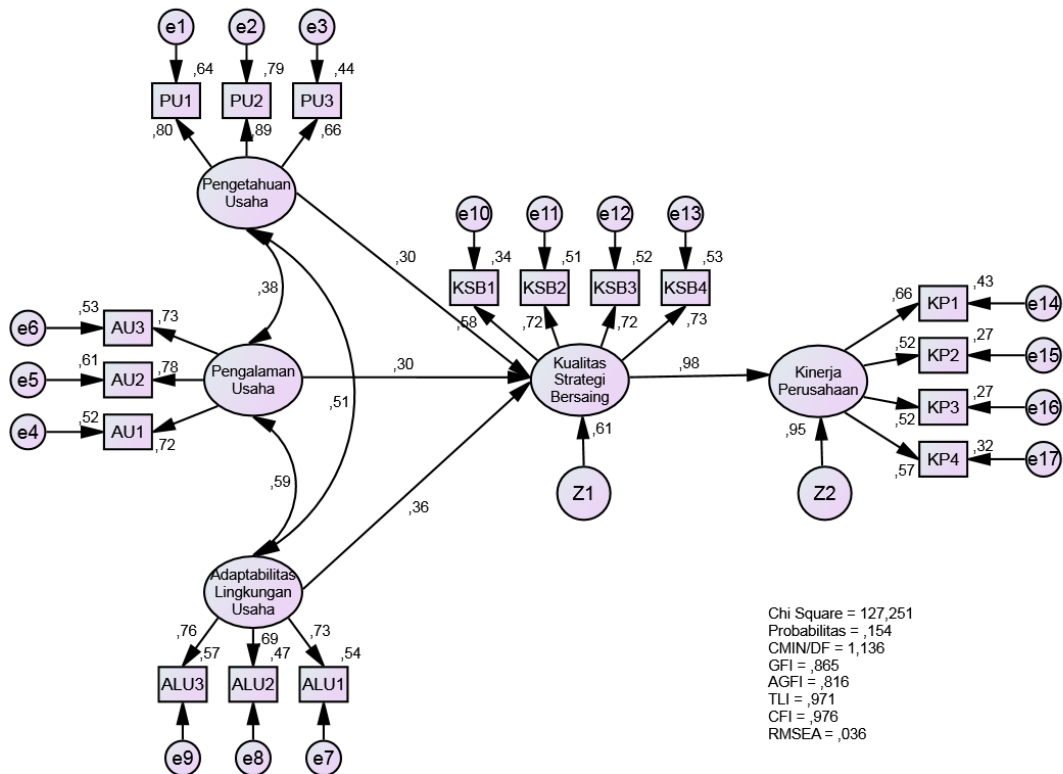 e1
e2
e3
,64
,79
,44
PU1
PU2
PU3
,80
,89
,66
Pengetahuan
Usaha
e10
e11
e12
e13
,30
,34
,51
,52
,53
KSB1
KSB2
KSB3
KSB4
,58
,72
,72
,73
,38
,53
,73
e6
AU3
,61
,78
e5
AU2
,52
,72
e4
AU1
Pengalaman
Usaha
,30
,51
Kualitas
Strategi
Bersaing
,98
,61
Z1
Kinerja
Perusahaan
,95
Z2
,66
KP1
,43
e14
,52
KP2
,27
e15
,52
KP3
,27
e16
,57
KP4
,32
e17
,59
,36
Adaptabilitas
Lingkungan
Usaha
,76
,69
,73
,57
,47
,54
ALU3
ALU2
ALU1
e9
e8
e7
Chi Square = 127,251
Probabilitas = ,154
CMIN/DF = 1,136
GFI = ,865
AGFI = ,816
TLI = ,971
CFI = ,976
RMSEA = ,036